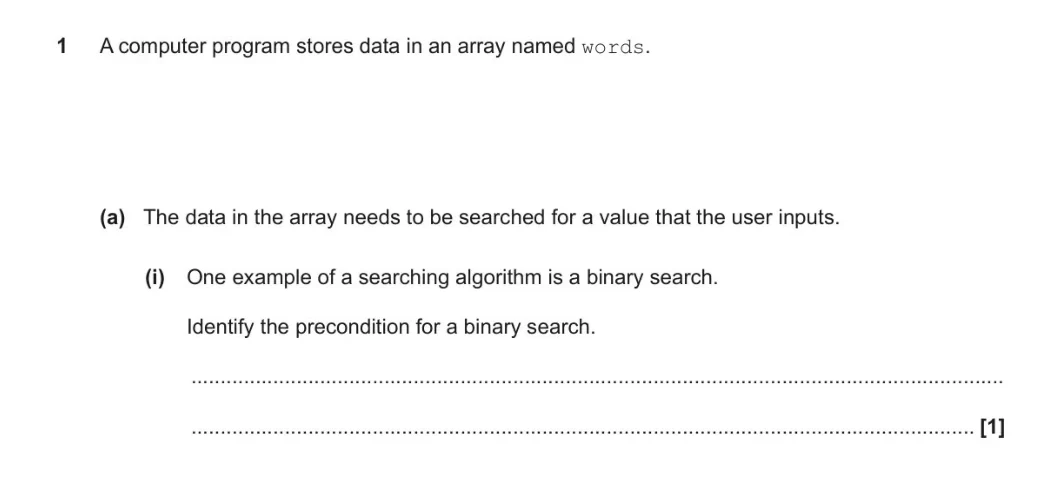 1 A computer program stores data in an array named words.
(a) The data in the array needs to be searched for a value that the user inputs.
(i) One example of a searching algorithm is a binary search.
Identify the precondition for a binary search.
...................................................................................................................................
.............................................................................................................................. [1]